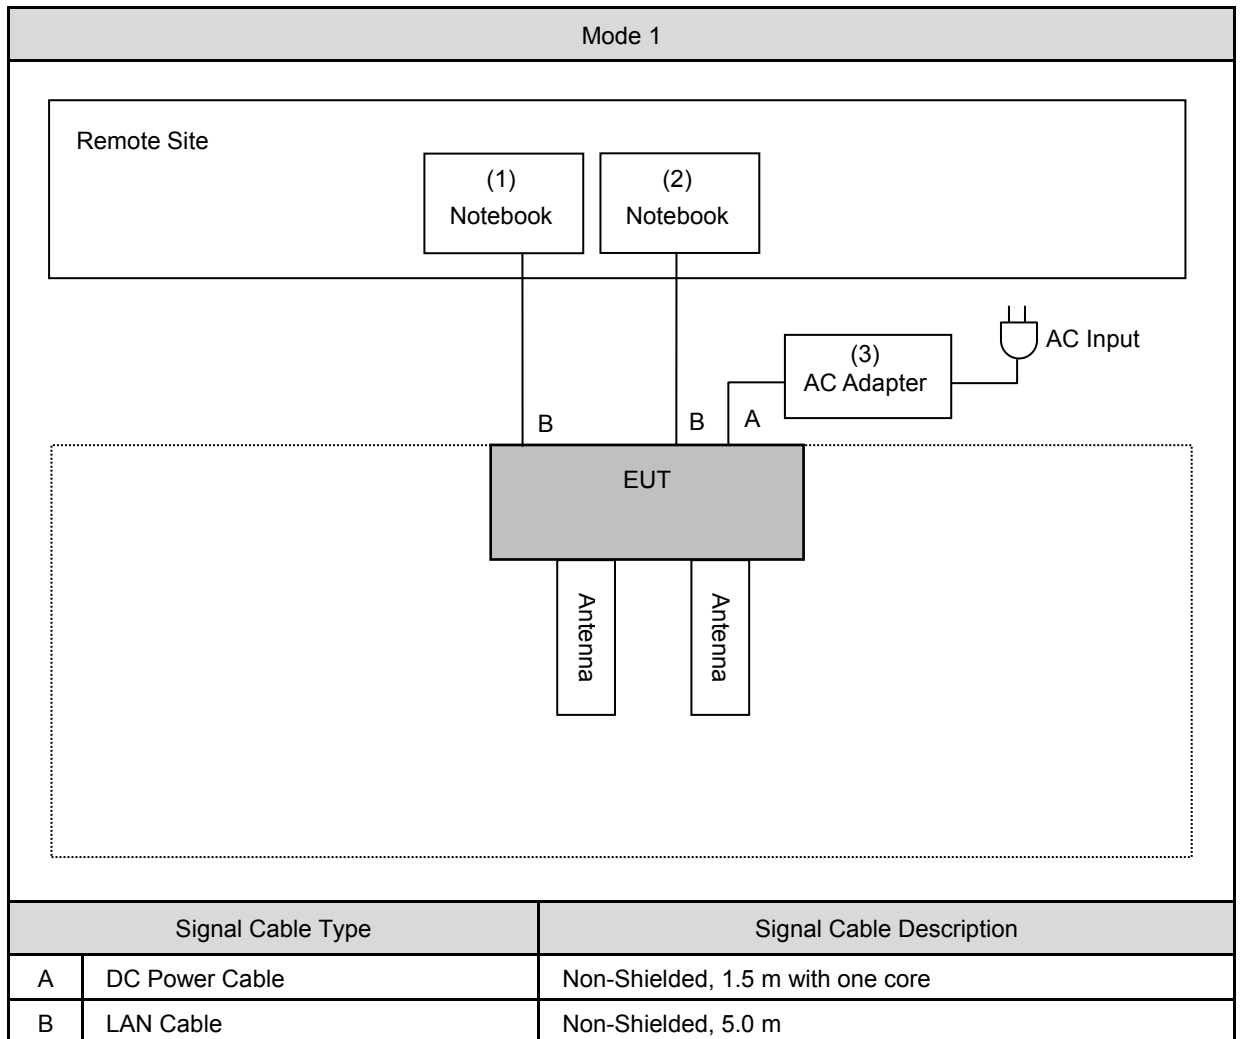 Mode 1
Remote Site
(1)
Notebook
(2)
Notebook
(3)
AC Adapter
AC Input
B
B
A
EUT
Antenna
Antenna
Signal Cable Type
Signal Cable Description
A
DC Power Cable
Non-Shielded, 1.5 m with one core
B
LAN Cable
Non-Shielded, 5.0 m